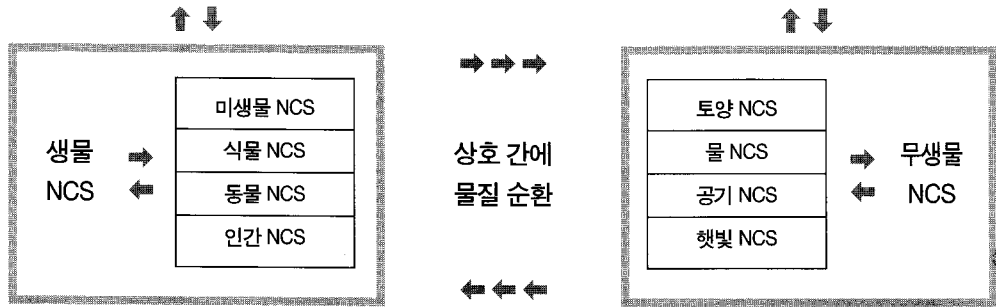 생물
NCS
미생물 NCS
식물 NCS
동물 NCS
인간 NCS
상호 간에
물질 순환
토양 NCS
물 NCS
공기 NCS
햇빛 NCS
무생물
NCS